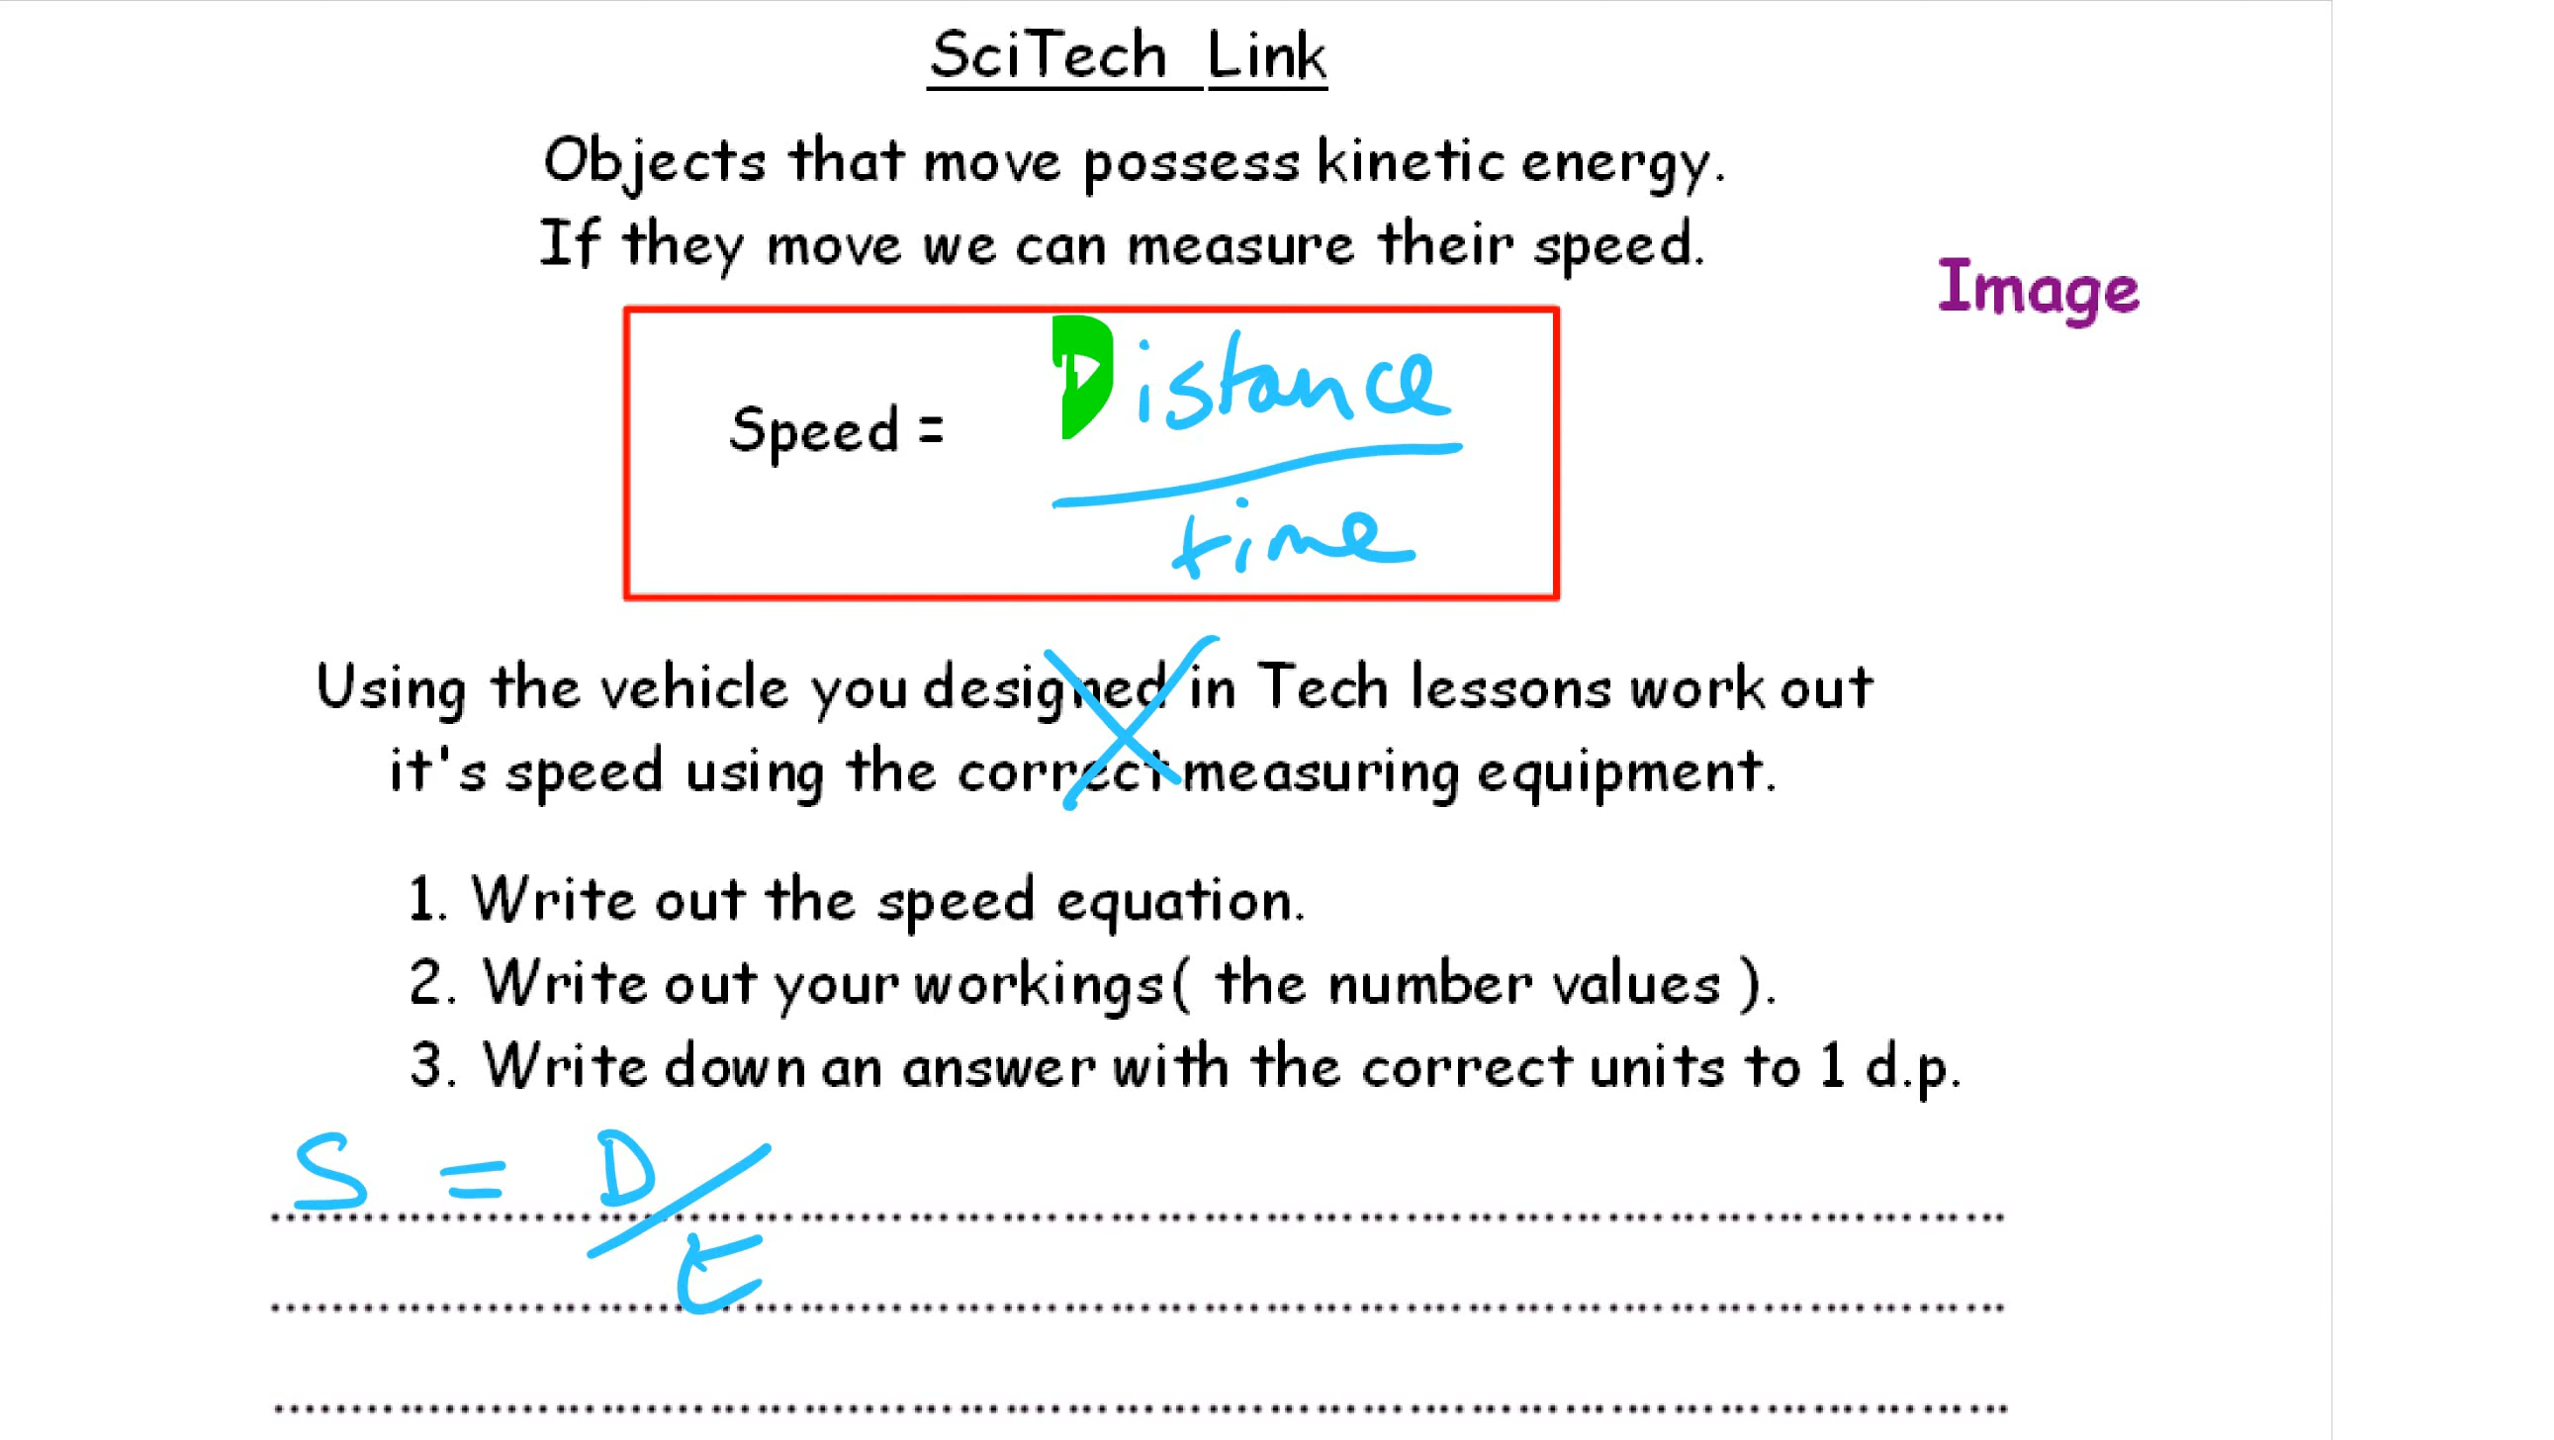 SciTech Link
Objects that move possess kinetic energy.
If they move we can measure their speed.
Image
Speed = Distance
time
Using the vehicle you designed in Tech lessons work out
it's speed using the correct measuring equipment.
1. Write out the speed equation.
2. Write out your workings( the number values ).
3. Write down an answer with the correct units to 1 d.p.
S = D/t